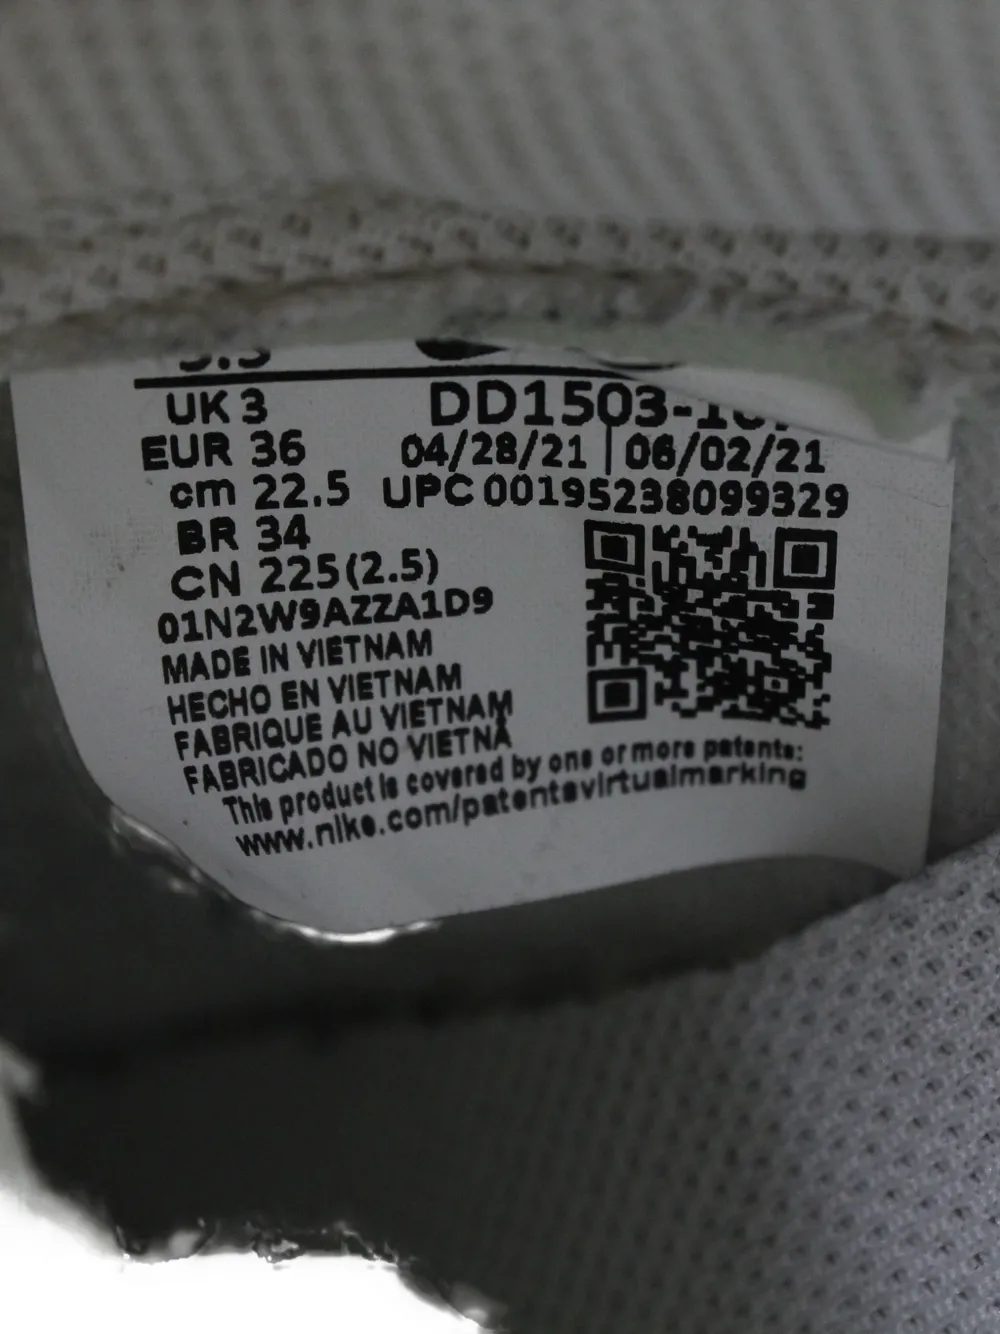 UK 3
DD1503-
EUR 36
04/28/21 | 06/02/21
cm 22.5
UPC 00195238099329
BR 34
CN 225(2.5)
01N2W9AZZA1D9
MADE IN VIETNAM
HECHO EN VIETNAM
FABRIQUE AU VIETNAM
FABRICADO NO VIETNÃ
This product is covered by one or more patents:
www.nike.com/patentsvirtualmarking